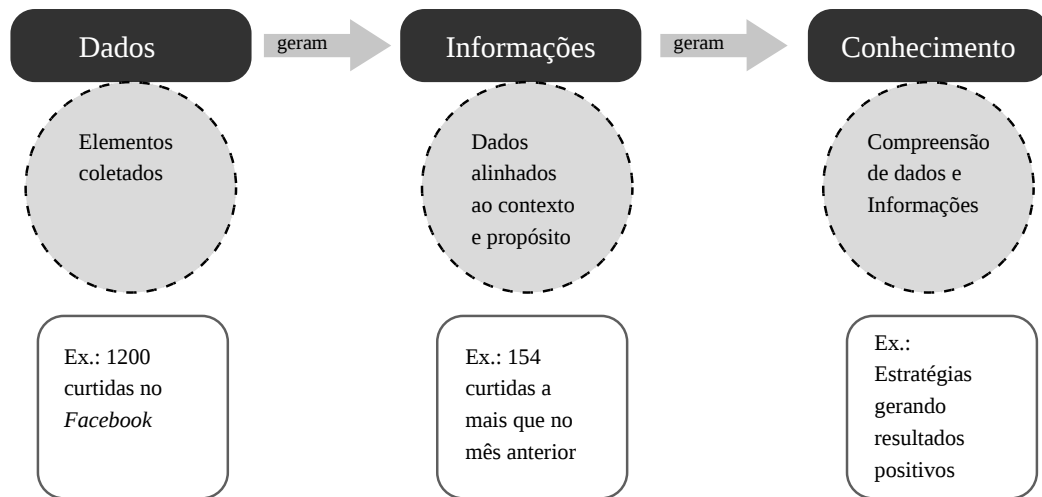 Dados
geram
Informações
geram
Conhecimento
Elementos
coletados
Dados
alinhados
ao contexto
e propósito
Compreensão
de dados e
Informações
Ex.: 1200
curtidas no
Facebook
Ex.: 154
curtidas a
mais que no
mês anterior
Ex.:
Estratégias
gerando
resultados
positivos